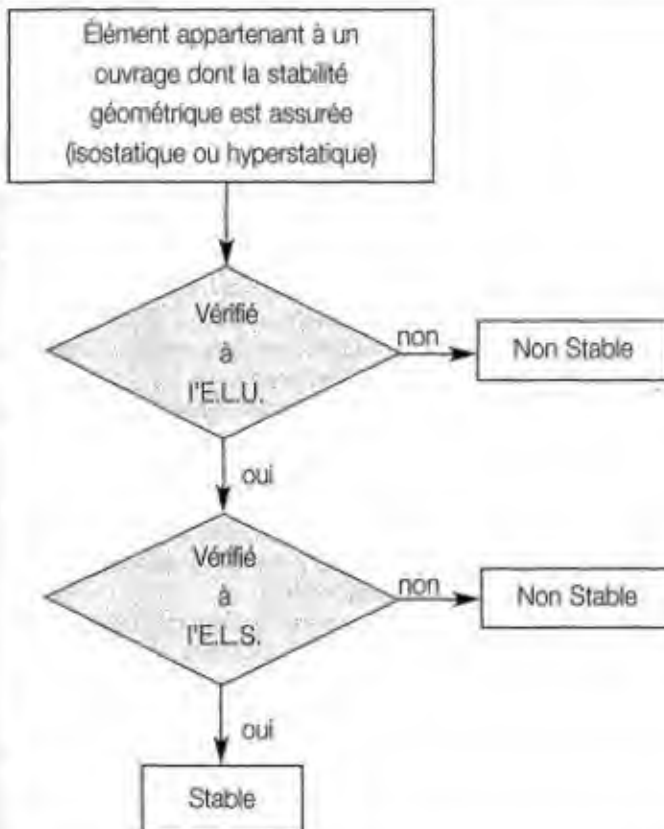 Élément appartenant à un
ouvrage dont la stabilité
géométrique est assurée
(isostatique ou hyperstatique)
Vérifié
à
l'E.L.U.
non
Non Stable
oui
Vérifié
à
l'E.L.S.
non
Non Stable
oui
Stable